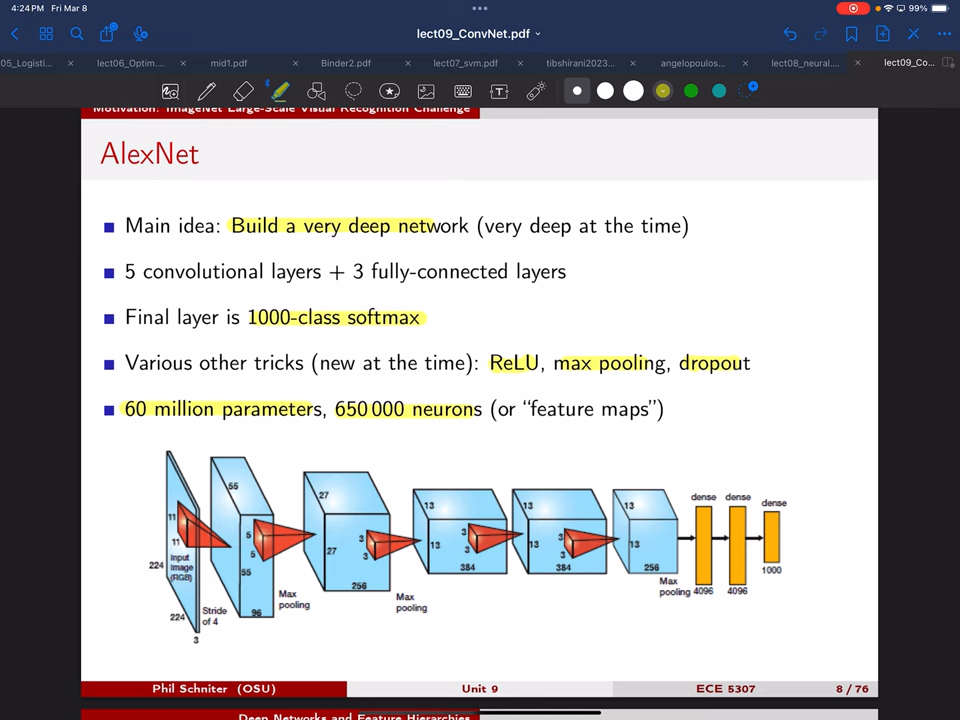 4:24 PM Fri Mar 8
99%
lect09_ConvNet.pdf
05_Logisti...
lect06_Optim...
mid1.pdf
Binder2.pdf
lect07_svm.pdf
tibshirani2023...
angelopoulos...
lect08_neural...
lect09_Co...
Motivation: ImageNet Large-Scale Visual Recognition Challenge
AlexNet
Main idea: Build a very deep network (very deep at the time)
5 convolutional layers + 3 fully-connected layers
Final layer is 1000-class softmax
Various other tricks (new at the time): ReLU, max pooling, dropout
60 million parameters, 650 000 neurons (or “feature maps”)
224
224
3
11
11
Input
image
(RGB)
Stride
of 4
55
55
96
5
5
Max
pooling
27
27
256
3
3
Max
pooling
13
13
384
3
3
13
13
384
3
3
13
13
256
Max
pooling
dense
4096
dense
4096
dense
1000
Phil Schniter (OSU)
Unit 9
ECE 5307
8 / 76
Deep Networks and Feature Hierarchies